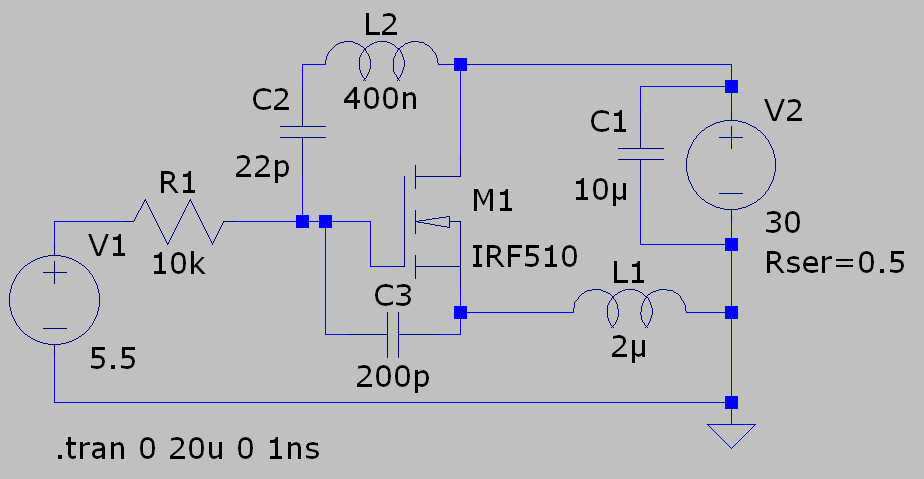 L2
400n
C2
22p
C1
10µ
V2
30
Rser=0.5
R1
10k
M1
IRF510
V1
5.5
C3
200p
L1
2µ
.tran 0 20u 0 1ns